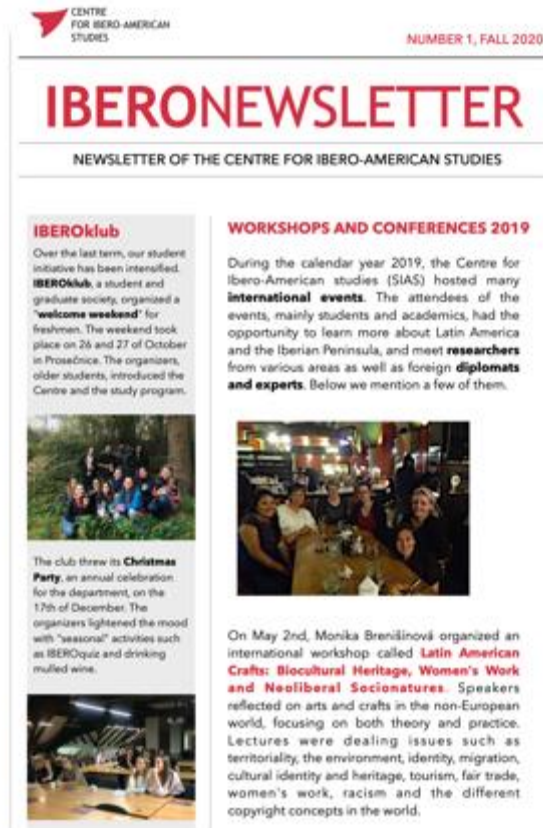 CENTRE
FOR IBERO-AMERICAN
STUDIES
NUMBER 1, FALL 2020
IBERONEWSLETTER
NEWSLETTER OF THE CENTRE FOR IBERO-AMERICAN STUDIES
IBEROklub
Over the last term, our student
initiative has been intensified.
IBEROklub, a student and
graduate society, organized a
"welcome weekend" for
freshmen. The weekend took
place on 26 and 27 of October
in Prosečnice. The organizers,
older students, introduced the
Centre and the study program.
The club threw its Christmas
Party, an annual celebration
for the department, on the
17th of December. The
organizers lightened the mood
with "seasonal" activities such
as IBEROquiz and drinking
mulled wine.
WORKSHOPS AND CONFERENCES 2019
During the calendar year 2019, the Centre for
Ibero-American studies (SIAS) hosted many
international events. The attendees of the
events, mainly students and academics, had the
opportunity to learn more about Latin America
and the Iberian Peninsula, and meet researchers
from various areas as well as foreign diplomats
and experts. Below we mention a few of them.
On May 2nd, Monika Brenišínová organized an
international workshop called Latin American
Crafts: Biocultural Heritage, Women's Work
and Neoliberal Socionatures. Speakers
reflected on arts and crafts in the non-European
world, focusing on both theory and practice.
Lectures were dealing issues such as
territoriality, the environment, identity, migration,
cultural identity and heritage, tourism, fair trade,
women's work, racism and the different
copyright concepts in the world.